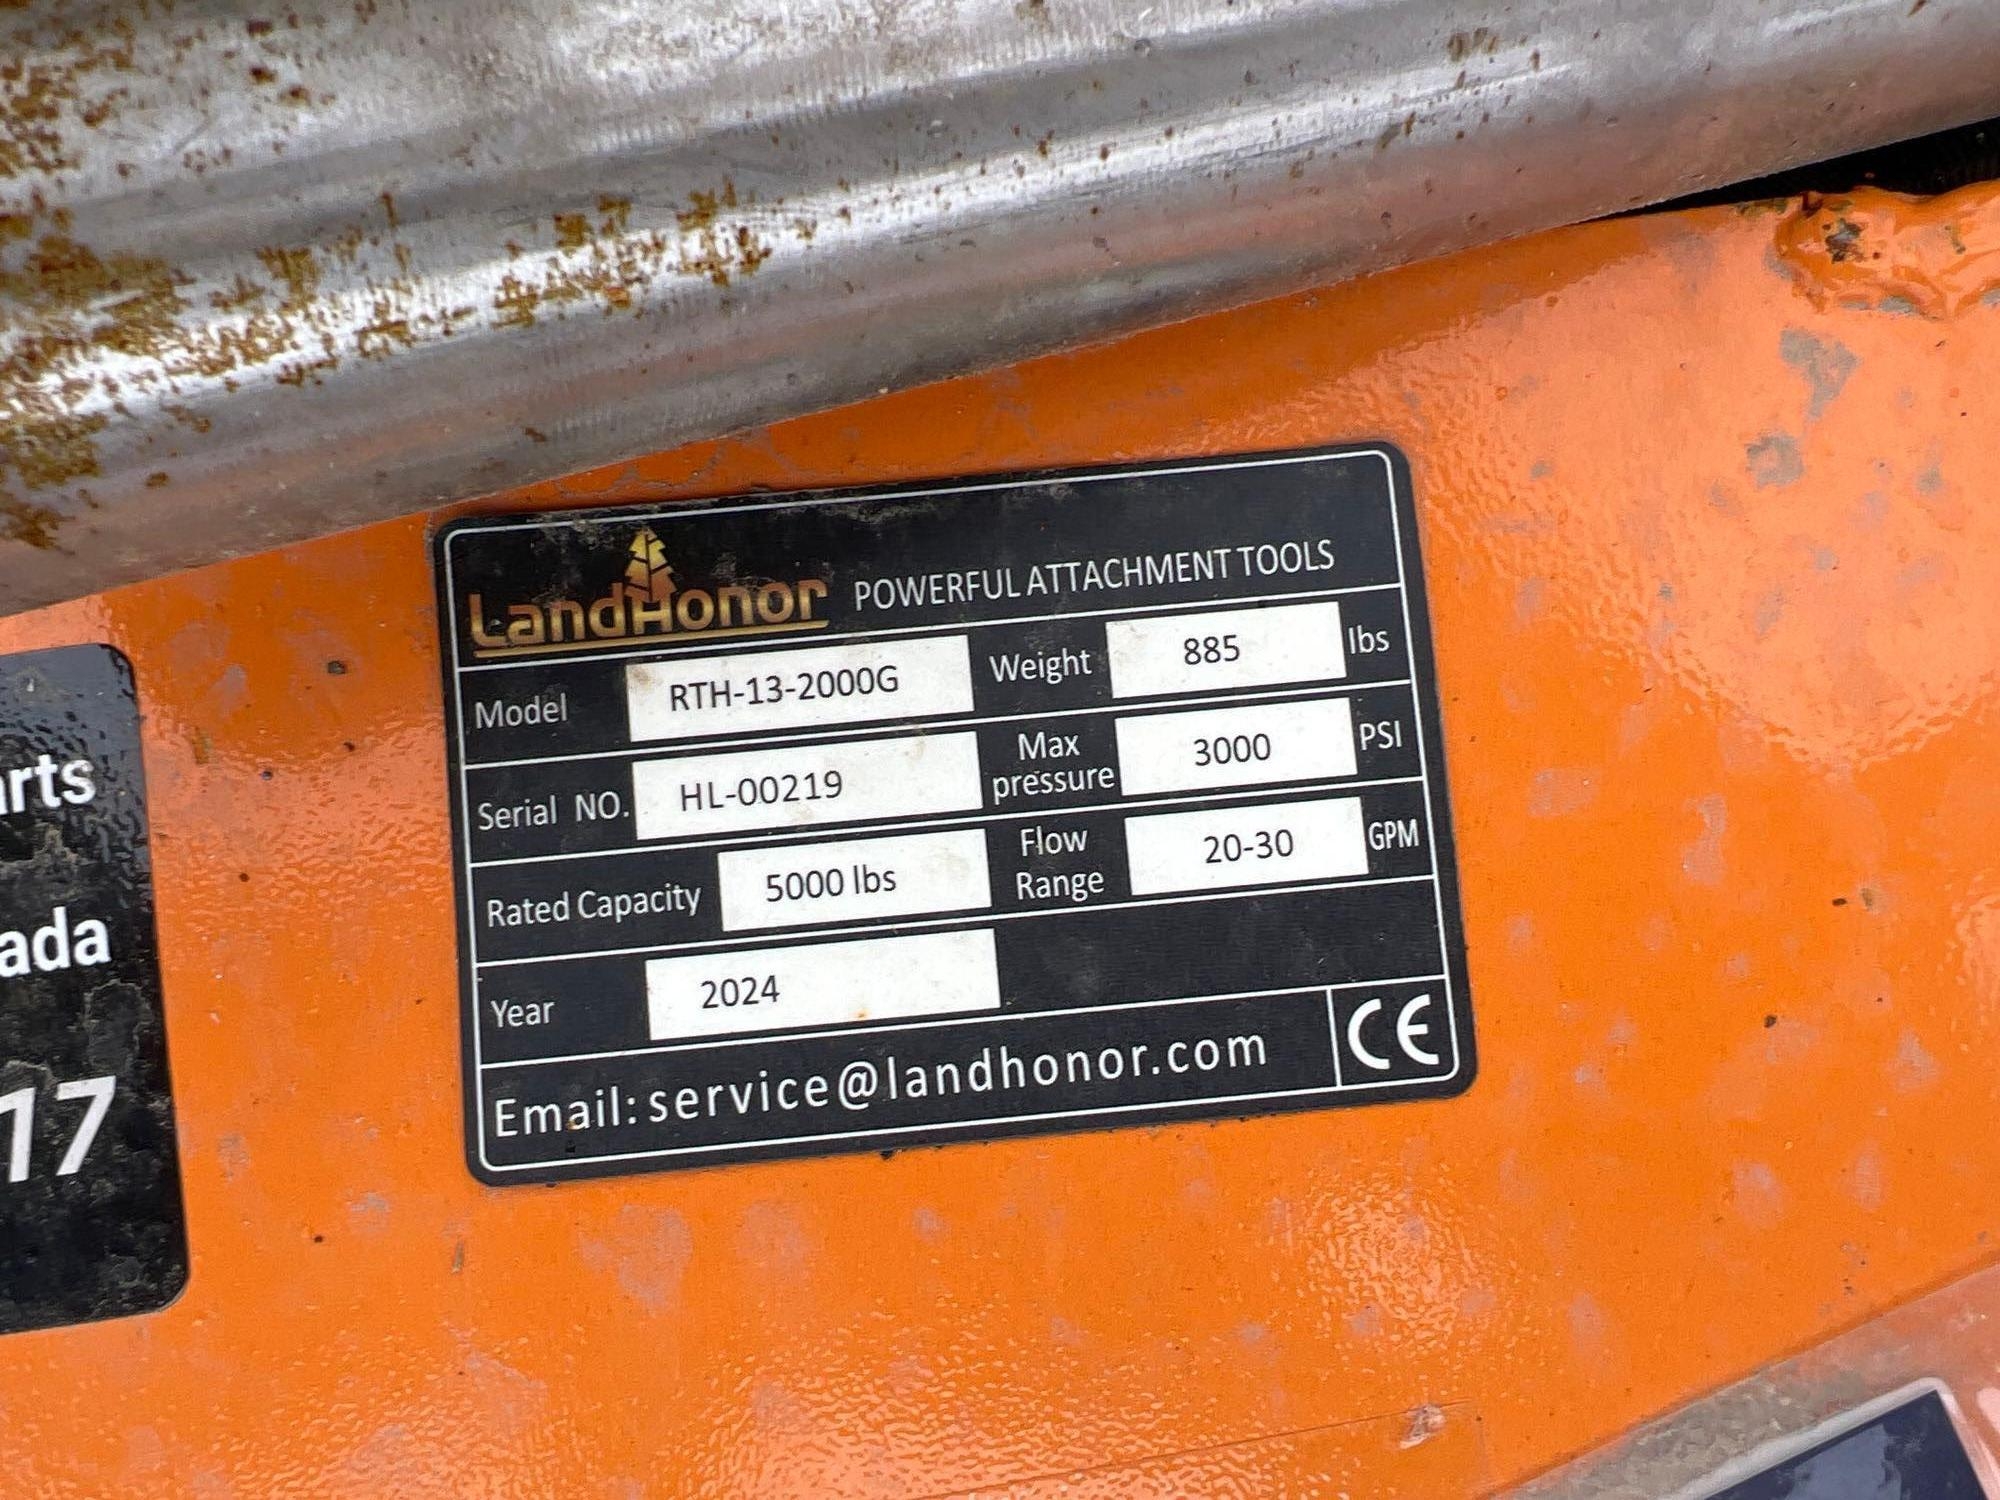 LandHonor POWERFUL ATTACHMENT TOOLS
Model RTH-13-2000G Weight 885 lbs
Serial NO. HL-00219 Max pressure 3000 PSI
Rated Capacity 5000 lbs Flow Range 20-30 GPM
Year 2024
Email: service@landhonor.com CE
arts
ada
17